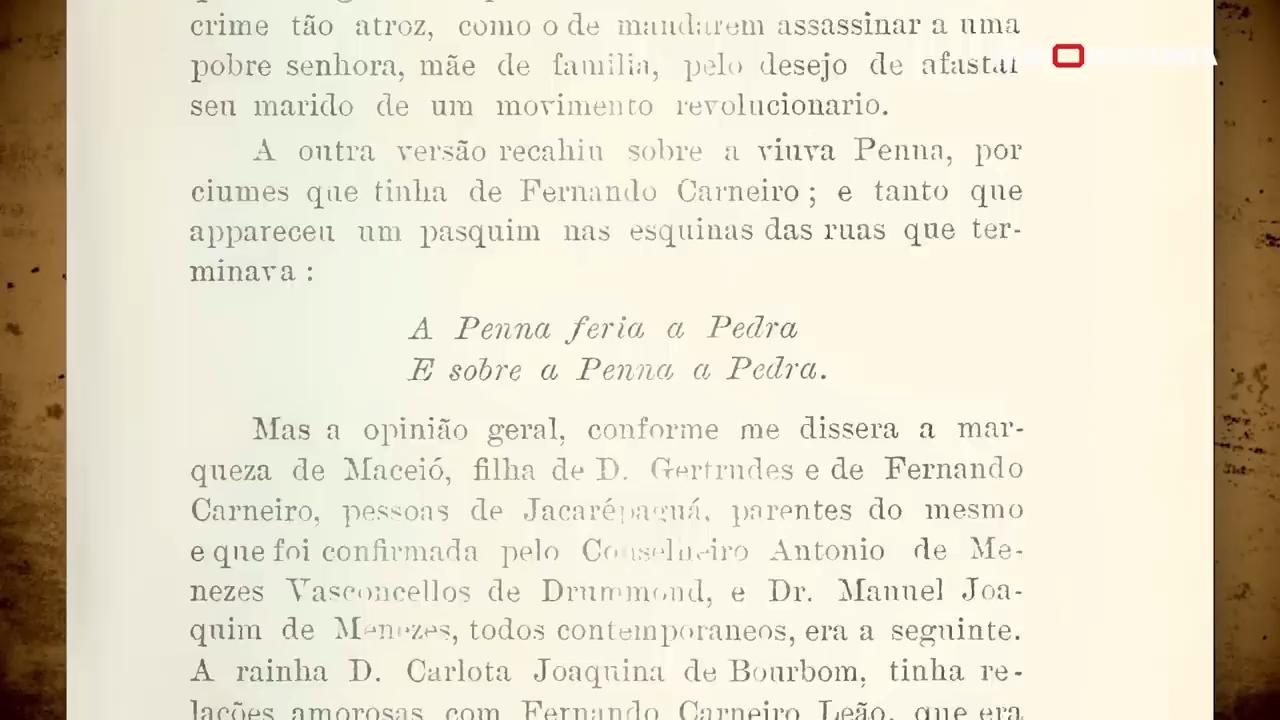 crime tão atroz, como o de mandarem assassinar a uma
pobre senhora, mãe de familia, pelo desejo de afastar
seu marido de um movimento revolucionario.
A outra versão recahiu sobre a viuva Penna, por
ciumes que tinha de Fernando Carneiro; e tanto que
appareceu um pasquim nas esquinas das ruas que ter-
minava:
A Penna feria a Pedra
E sobre a Penna a Pedra.
Mas a opinião geral, conforme me dissera a mar-
queza de Maceió, filha de D. Gertrudes e de Fernando
Carneiro, pessoas de Jacarépaguá, parentes do mesmo
e que foi confirmada pelo Conselheiro Antonio de Me-
nezes Vasconcellos de Drummond, e Dr. Manuel Joa-
quim de Menezes, todos contemporaneos, era a seguinte.
A rainha D. Carlota Joaquina de Bourbom, tinha re-
lações amorosas com Fernando Carneiro Leão, que era